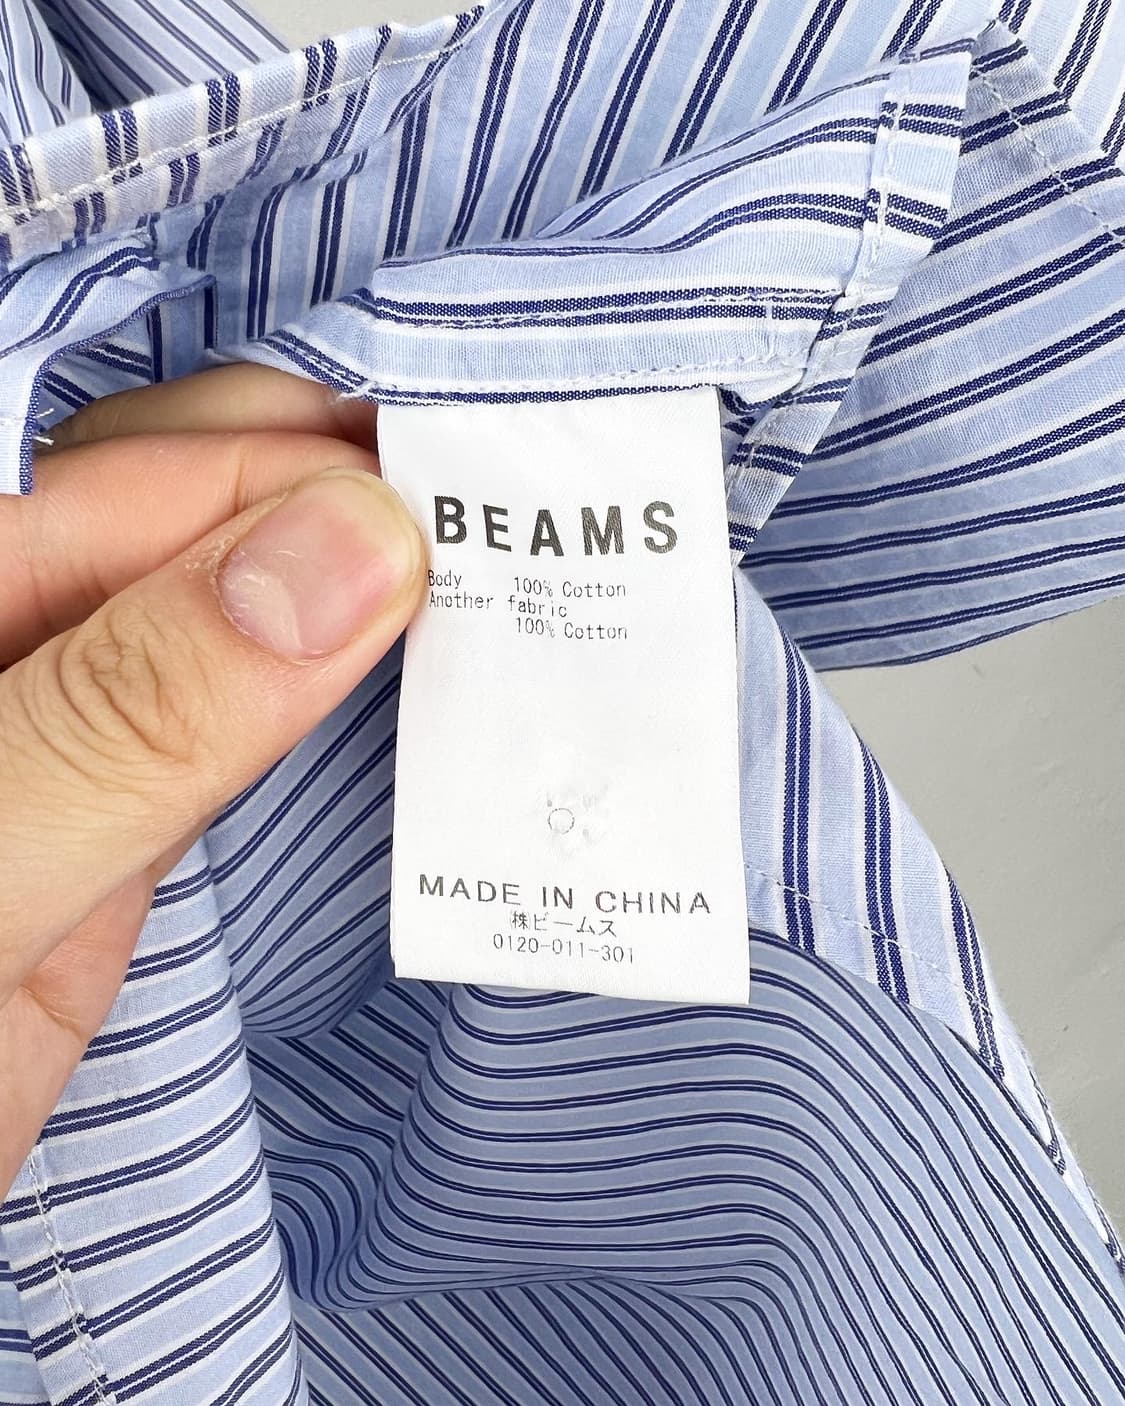 BEAMS
Body 100% Cotton
Another fabric
100% Cotton
MADE IN CHINA
㈱ビームス
0120-011-301